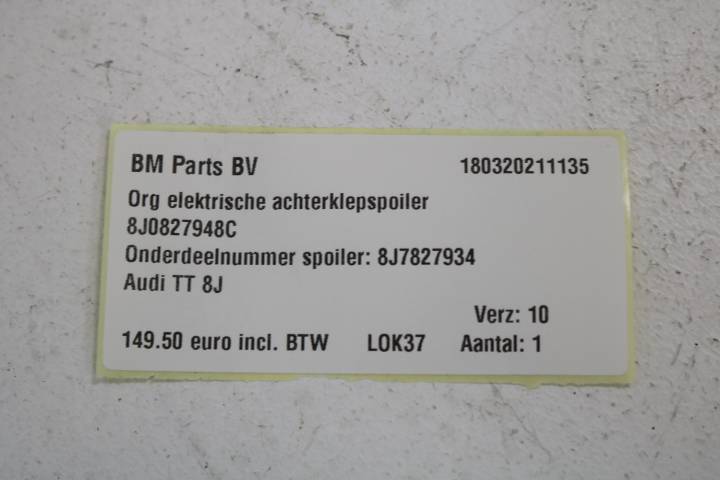 BM Parts BV 180320211135
Org elektrische achterklepspoiler
8J0827948C
Onderdeelnummer spoiler: 8J7827934
Audi TT 8J
Verz: 10
149.50 euro incl. BTW LOK37 Aantal: 1